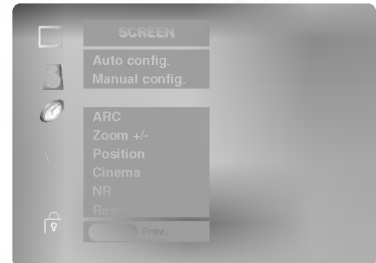 SCREEN
Auto config.
Manual config.
ARC
Zoom +/-
Position
Cinema
NR
Prev.